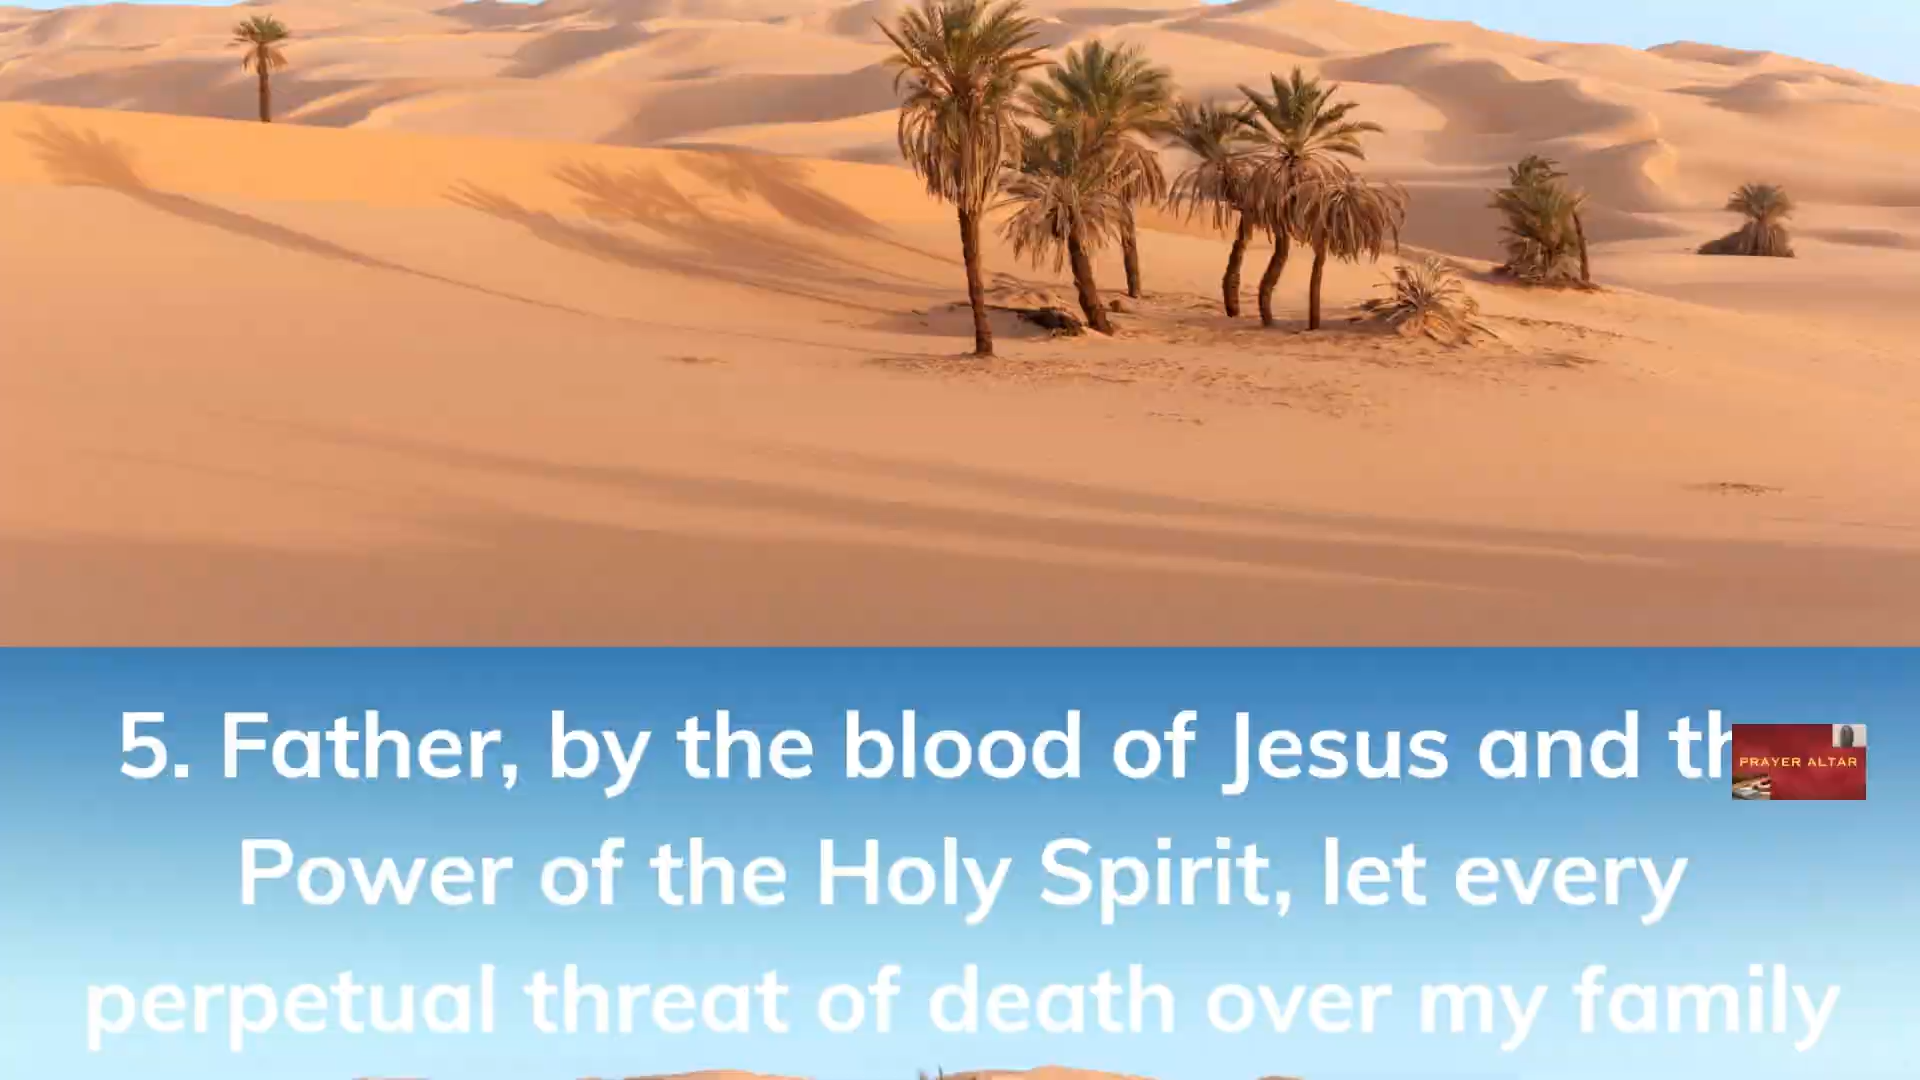 5. Father, by the blood of Jesus and
PRAYER ALTAR
Power of the Holy Spirit, let every
perpetual threat of death over my family